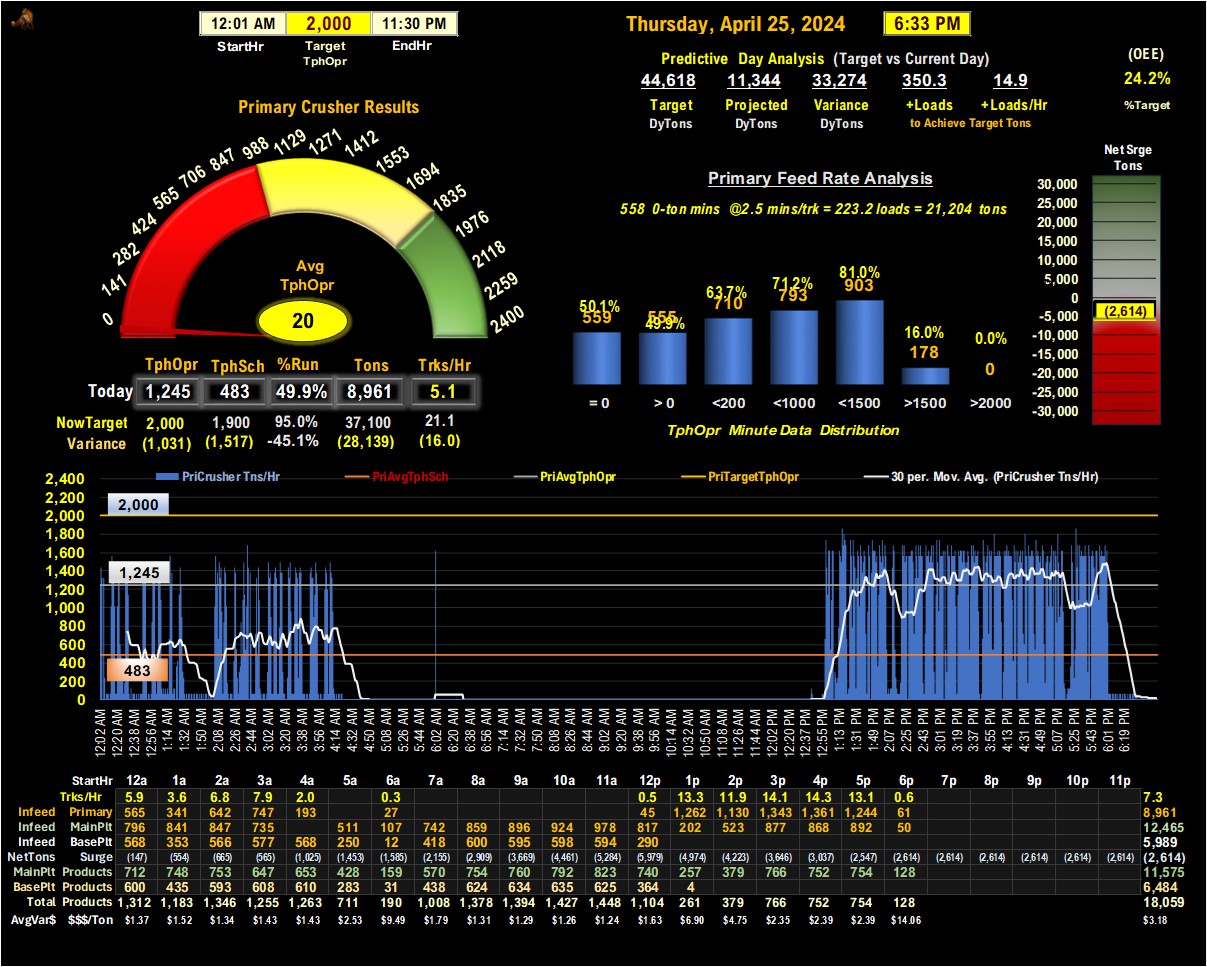 12:01 AM 2,000 11:30 PM
StartHr Target EndHr
TphOpr
Thursday, April 25, 2024 6:33 PM
Predictive Day Analysis (Target vs Current Day)
44,618 11,344 33,274 350.3 14.9
Target Projected Variance +Loads +Loads/Hr
DyTons DyTons DyTons to Achieve Target Tons
(OEE)
24.2%
%Target
Primary Crusher Results
0 141 282 424 565 706 847 988 1129 1271 1412 1553 1694 1835 1976 2118 2259 2400
Avg
TphOpr
20
TphOpr TphSch %Run Tons Trks/Hr
Today 1,245 483 49.9% 8,961 5.1
NowTarget 2,000 1,900 95.0% 37,100 21.1
Variance (1,031) (1,517) -45.1% (28,139) (16.0)
Primary Feed Rate Analysis
558 0-ton mins @2.5 mins/trk = 223.2 loads = 21,204 tons
50.1% 49.9% 63.7% 71.2% 81.0% 16.0% 0.0%
559 555 710 793 903 178 0
= 0 > 0 <200 <1000 <1500 >1500 >2000
TphOpr Minute Data Distribution
Net Srge
Tons
30,000
25,000
20,000
15,000
10,000
5,000
0
(2,614)
-5,000
-10,000
-15,000
-20,000
-25,000
-30,000
PriCrusher Tns/Hr PriAvgTphSch PriAvgTphOpr PriTargetTphOpr 30 per. Mov. Avg. (PriCrusher Tns/Hr)
2,400
2,200
2,000
1,800
1,600
1,400
1,200
1,000
800
600
400
200
0
2,000
1,245
483
12:02 AM 12:20 AM 12:38 AM 12:56 AM 1:14 AM 1:32 AM 1:50 AM 2:08 AM 2:26 AM 2:44 AM 3:02 AM 3:20 AM 3:38 AM 3:56 AM 4:14 AM 4:32 AM 4:50 AM 5:08 AM 5:26 AM 5:44 AM 6:02 AM 6:20 AM 6:38 AM 6:56 AM 7:14 AM 7:32 AM 7:50 AM 8:08 AM 8:26 AM 8:44 AM 9:02 AM 9:20 AM 9:38 AM 9:56 AM 10:14 AM 10:32 AM 10:50 AM 11:08 AM 11:26 AM 11:44 AM 12:02 PM 12:20 PM 12:37 PM 12:55 PM 1:13 PM 1:31 PM 1:49 PM 2:07 PM 2:25 PM 2:43 PM 3:01 PM 3:19 PM 3:37 PM 3:55 PM 4:13 PM 4:31 PM 4:49 PM 5:07 PM 5:25 PM 5:43 PM 6:01 PM 6:19 PM
StartHr 12a 1a 2a 3a 4a 5a 6a 7a 8a 9a 10a 11a 12p 1p 2p 3p 4p 5p 6p 7p 8p 9p 10p 11p
Trks/Hr 5.9 3.6 6.8 7.9 2.0 0.3 0.5 13.3 11.9 14.1 14.3 13.1 0.6 7.3
Infeed Primary 565 341 642 747 193 27 45 1,262 1,130 1,343 1,361 1,244 61 8,961
Infeed MainPlt 796 841 847 735 511 107 742 859 896 924 978 817 202 523 877 868 892 50 12,465
Infeed BasePlt 568 353 566 577 568 250 12 418 600 595 598 594 290 5,989
NetTons Surge (147) (554) (665) (565) (1,025) (1,453) (1,585) (2,155) (2,909) (3,669) (4,461) (5,284) (5,979) (4,974) (4,223) (3,646) (3,037) (2,547) (2,614) (2,614) (2,614) (2,614) (2,614) (2,614) (2,614)
MainPlt Products 712 748 753 647 653 428 159 570 754 760 792 823 740 257 379 766 752 754 128 11,575
BasePlt Products 600 435 593 608 610 283 31 438 624 634 635 625 364 4 6,484
Total Products 1,312 1,183 1,346 1,255 1,263 711 190 1,008 1,378 1,394 1,427 1,448 1,104 261 379 766 752 754 128 18,059
AvgVar$ $$$/Ton $1.37 $1.52 $1.34 $1.43 $1.43 $2.53 $9.49 $1.79 $1.31 $1.29 $1.26 $1.24 $1.63 $6.90 $4.75 $2.35 $2.39 $2.39 $14.06 $3.18